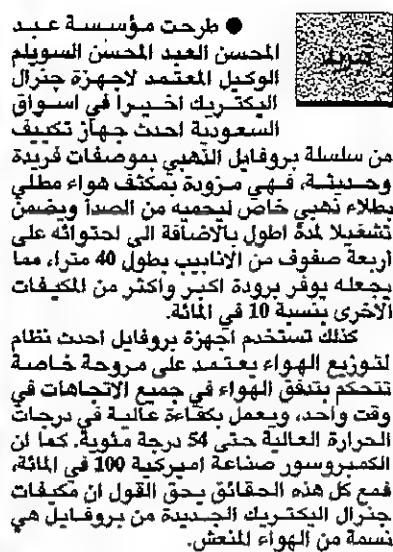 تبريد
● طرحت مؤسسة عبد
المحسن العبد المحسن السويلم
الوكيل المعتمد لاجهزة جنرال
اليكتريك اخيرا في اسواق
السعودية احدث جهاز تكييف
من سلسلة بروفايل الذهبي بموصفات فريدة
وحديثة، فهي مزودة بمكثف هواء مطلي
بطلاء ذهبي خاص ليحميه من الصدأ ويضمن
تشغيلا لمدة اطول بالاضافة الى احتوائه على
اربعة صفوف من الانابيب بطول 40 مترا، مما
يجعله يوفر برودة اكبر واكثر من المكيفات
الاخرى بنسبة 10 في المائة.
كذلك تستخدم اجهزة بروفايل احدث نظام
لتوزيع الهواء يعتمد على مروحة خاصة
تتحكم بتدفق الهواء في جميع الاتجاهات في
وقت واحد، ويعمل بكفاءة عالية في درجات
الحرارة العالية حتى 54 درجة مئوية. كما ان
الكمبروسور صناعة اميركية 100 في المائة،
فمع كل هذه الحقائق يحق القول ان مكيفات
جنرال اليكتريك الجديدة من بروفايل هي
نسمة من الهواء المنعش.